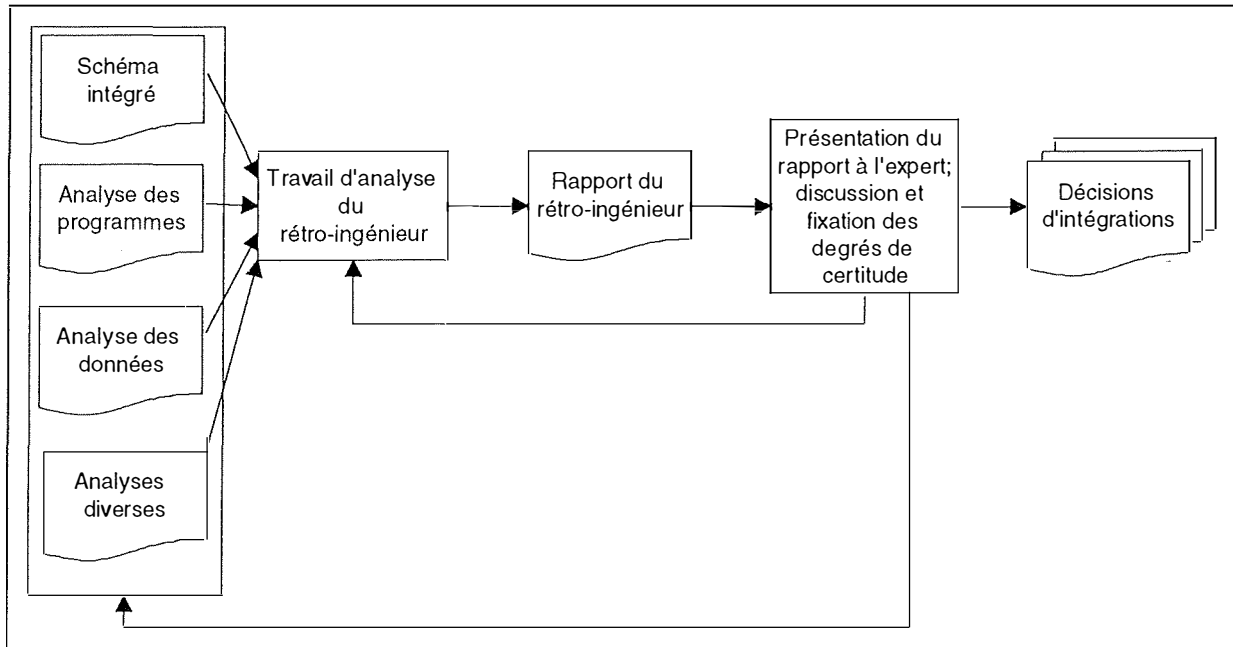 Schéma
intégré
Analyse des
programmes
Analyse des
données
Analyses
diverses
Travail d'analyse
du
rétro-ingénieur
Rapport du
rétro-ingénieur
Présentation du
rapport à l'expert;
discussion et
fixation des
degrés de
certitude
Décisions
d'intégrations